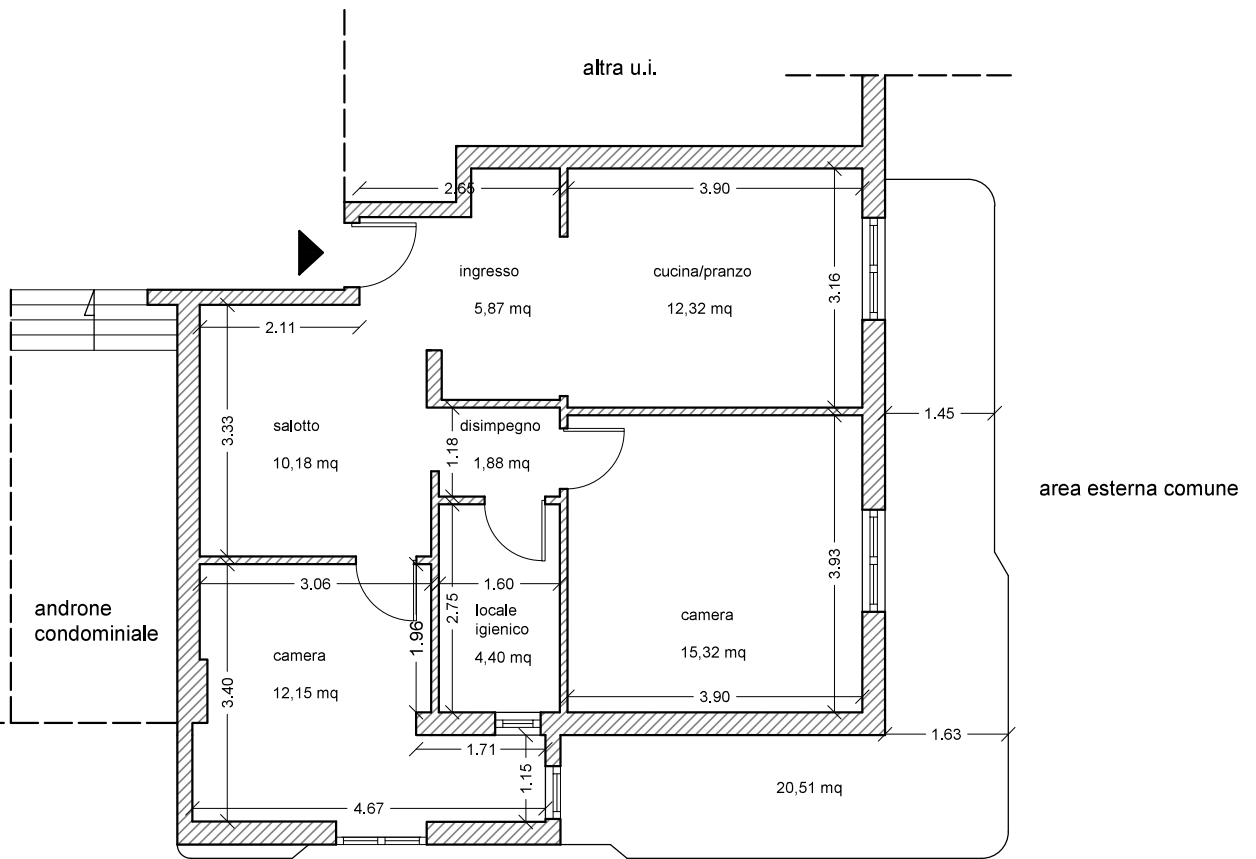 altra u.i.
2.65
3.90
ingresso
5,87 mq
cucina/pranzo
12,32 mq
3.16
2.11
3.33
salotto
10,18 mq
disimpegno
1,88 mq
1.18
1.45
area esterna comune
3.06
1.60
2.75
3.93
androne
condominiale
locale
igienico
4,40 mq
camera
15,32 mq
1.96
camera
12,15 mq
3.40
3.90
1.71
1.15
1.63
4.67
20,51 mq